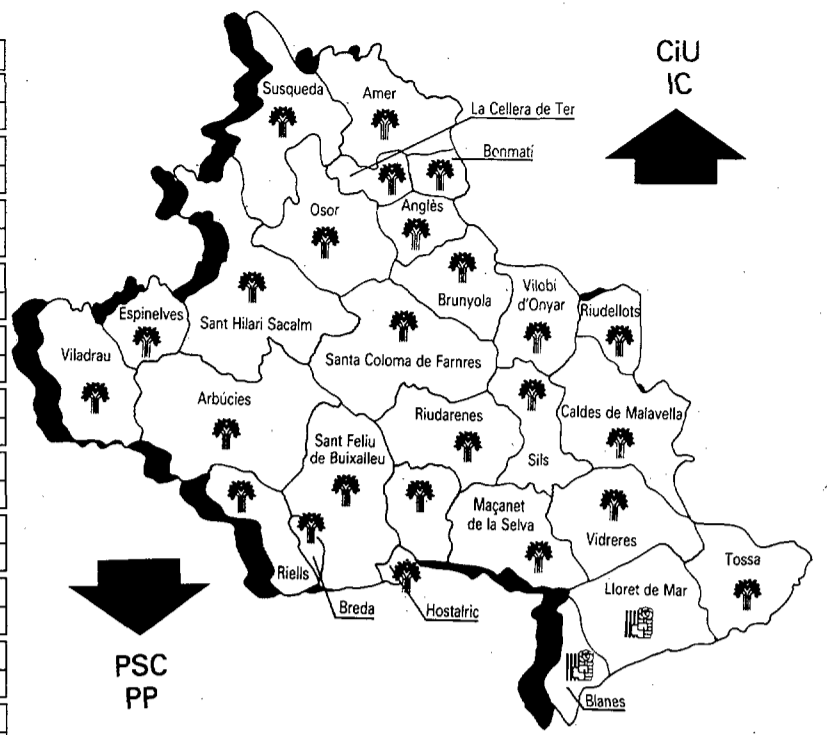 CiU
IC
Susqueda
Amer
La Cellera de Ter
Bonmatí
Osor
Anglès
Brunyola
Vilobí
d'Onyar
Riudellots
Espinelves
Sant Hilari Sacalm
Viladrau
Santa Coloma de Farnres
Arbúcies
Riudarenes
Caldes de Malavella
Sant Feliu
de Buixalleu
Sils
Maçanet
de la Selva
Vidreres
Tossa
Riells
Lloret de Mar
Breda
Hostalric
PSC
PP
Blanes